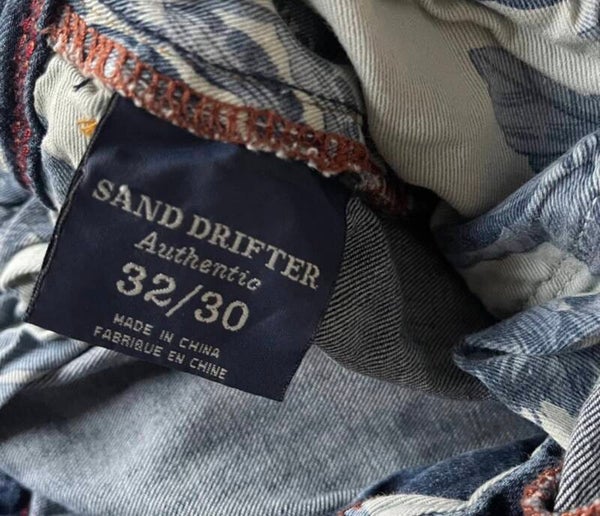 SAND DRIFTER
Authentic
32/30
MADE IN CHINA
FABRIQUE EN CHINE